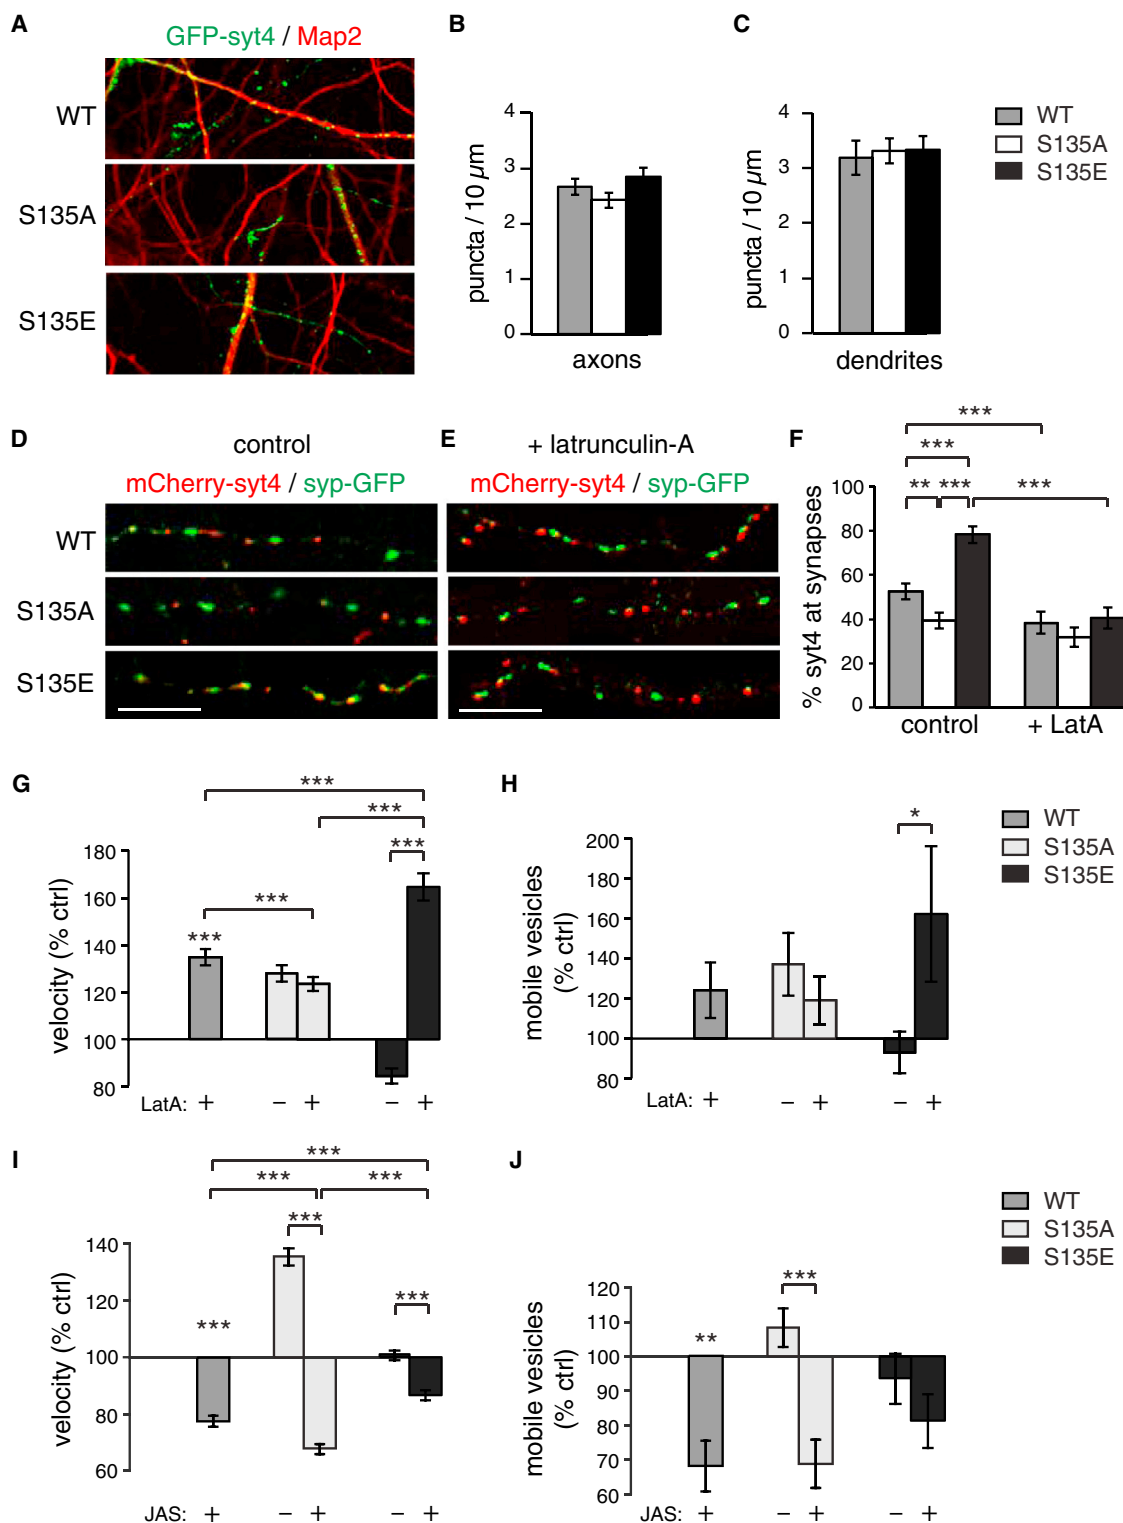 A
GFP-syt4 / Map2
WT
S135A
S135E
B
puncta / 10 µm
4
3
2
1
0
axons
C
puncta / 10 µm
4
3
2
1
0
dendrites
WT
S135A
S135E
D
control
mCherry-syt4 / syp-GFP
WT
S135A
S135E
E
+ latrunculin-A
mCherry-syt4 / syp-GFP
F
***
***
** *** ***
% syt4 at synapses
100
80
60
40
20
0
control
+ LatA
G
***
***
***
***
***
velocity (% ctrl)
180
160
140
120
100
80
LatA: + − + − +
H
*
mobile vesicles
(% ctrl)
200
180
160
140
120
100
80
LatA: + − + − +
WT
S135A
S135E
I
***
*** ***
***
***
***
velocity (% ctrl)
140
120
100
80
60
JAS: + − + − +
J
***
**
mobile vesicles
(% ctrl)
120
110
100
90
80
70
60
JAS: + − + − +
WT
S135A
S135E